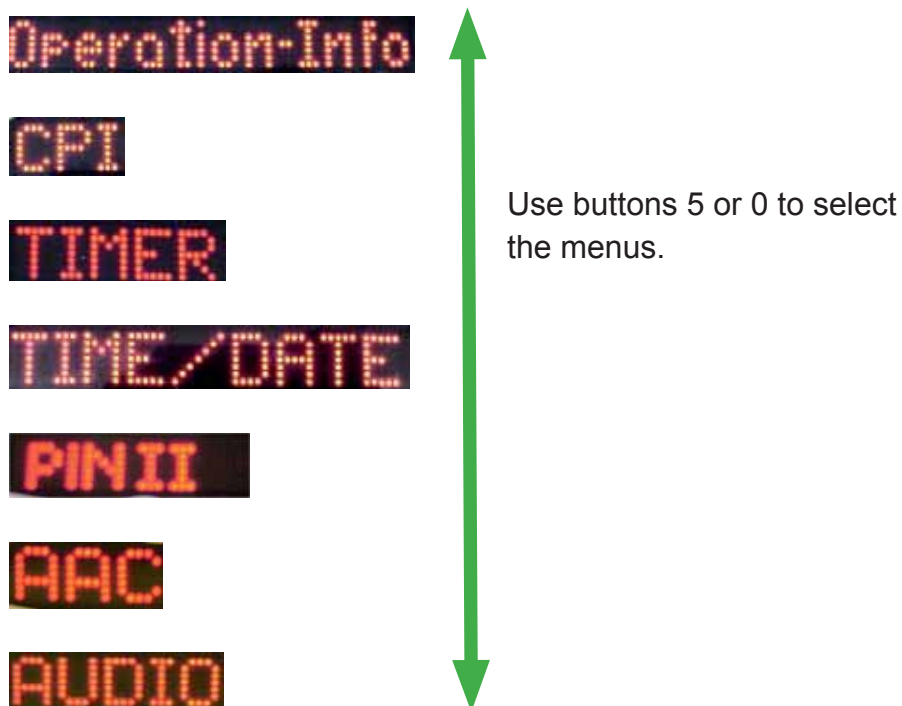 Operation-Info
CPI
TIMER
Use buttons 5 or 0 to select
the menus.
TIME/DATE
PINII
AAC
AUDIO